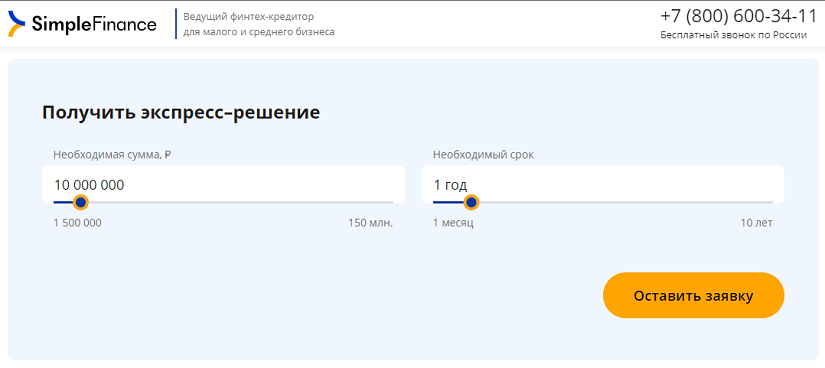 SimpleFinance
Ведущий финтех-кредитор
для малого и среднего бизнеса
+7 (800) 600-34-11
Бесплатный звонок по России
Получить экспресс–решение
Необходимая сумма, ₽
Необходимый срок
10 000 000
1 год
1 500 000
150 млн.
1 месяц
10 лет
Оставить заявку